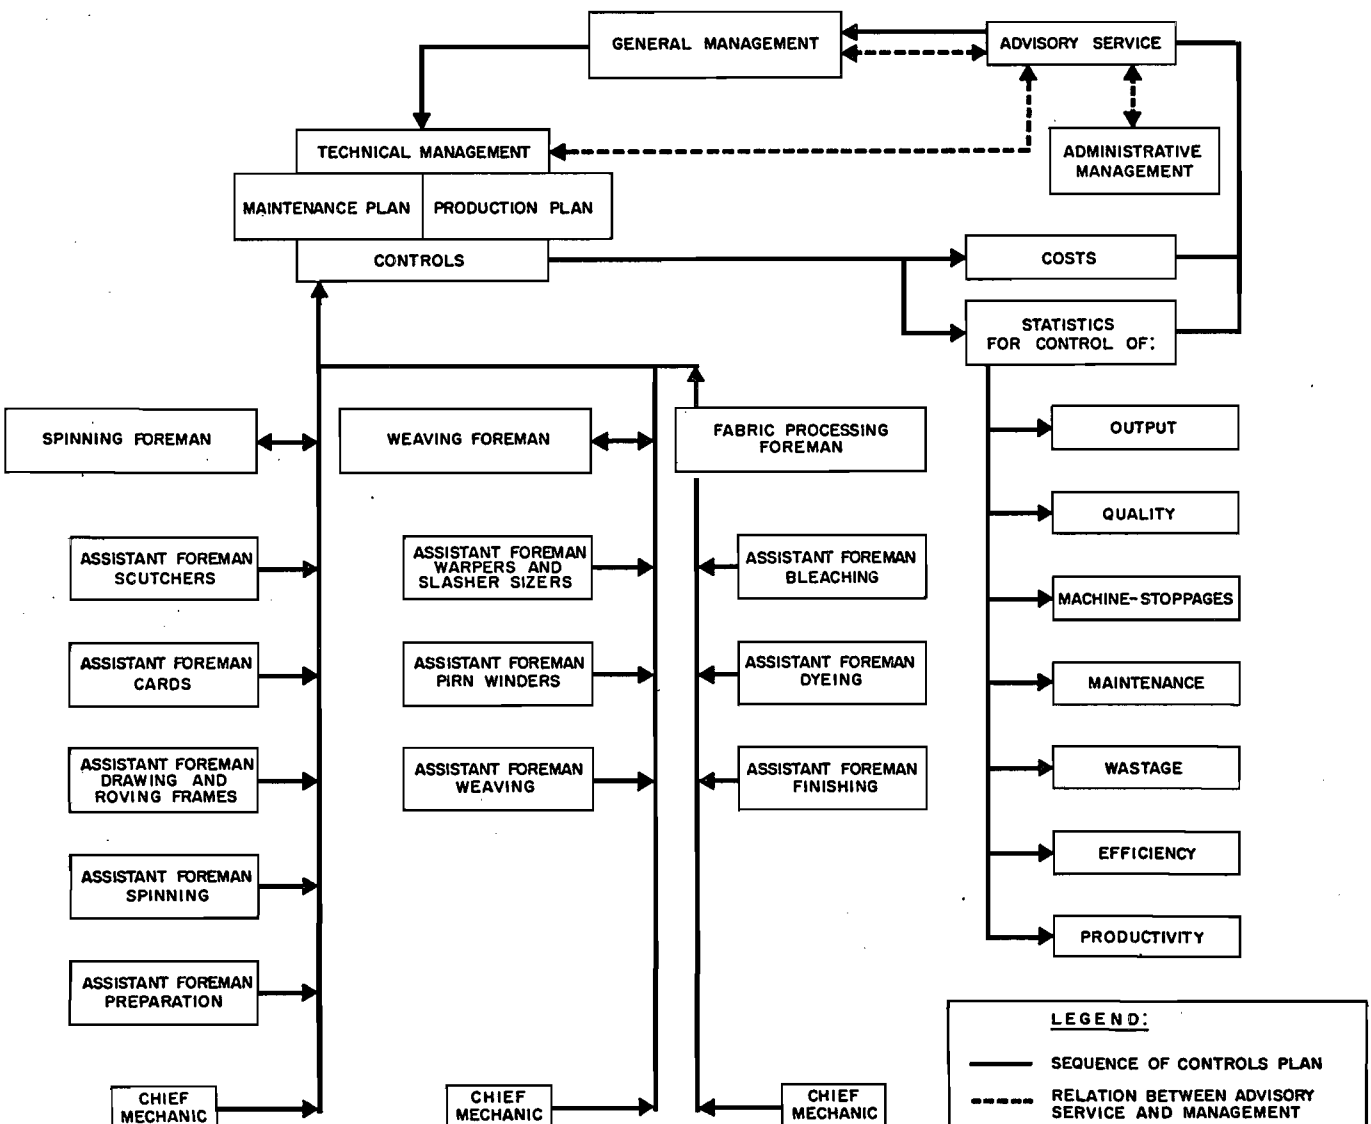 GENERAL MANAGEMENT
ADVISORY SERVICE
TECHNICAL MANAGEMENT
ADMINISTRATIVE
MANAGEMENT
MAINTENANCE PLAN
PRODUCTION PLAN
CONTROLS
COSTS
STATISTICS
FOR CONTROL OF:
SPINNING FOREMAN
WEAVING FOREMAN
FABRIC PROCESSING
FOREMAN
OUTPUT
QUALITY
ASSISTANT FOREMAN
SCUTCHERS
ASSISTANT FOREMAN
WARPERS AND
SLASHER SIZERS
ASSISTANT FOREMAN
BLEACHING
MACHINE-STOPPAGES
ASSISTANT FOREMAN
CARDS
ASSISTANT FOREMAN
PIRN WINDERS
ASSISTANT FOREMAN
DYEING
MAINTENANCE
ASSISTANT FOREMAN
DRAWING AND
ROVING FRAMES
ASSISTANT FOREMAN
WEAVING
ASSISTANT FOREMAN
FINISHING
WASTAGE
ASSISTANT FOREMAN
SPINNING
EFFICIENCY
PRODUCTIVITY
ASSISTANT FOREMAN
PREPARATION
CHIEF
MECHANIC
CHIEF
MECHANIC
CHIEF
MECHANIC
LEGEND:
SEQUENCE OF CONTROLS PLAN
RELATION BETWEEN ADVISORY
SERVICE AND MANAGEMENT